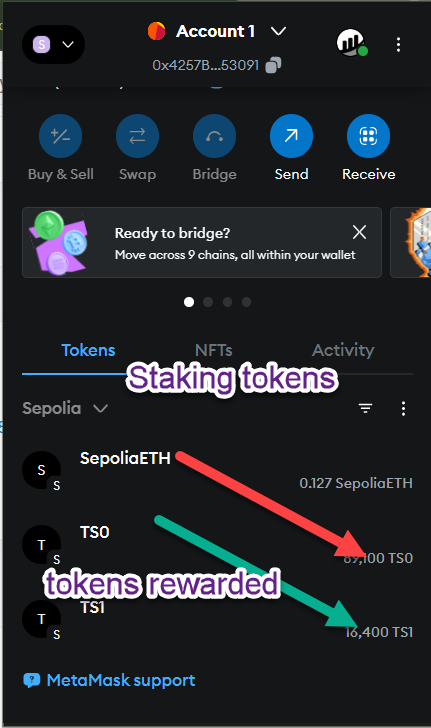 S
Account 1
0x4257B...53091
Buy & Sell
Swap
Bridge
Send
Receive
Ready to bridge?
Move across 9 chains, all within your wallet
Tokens
NFTs
Activity
Staking tokens
Sepolia
S
S
SepoliaETH
0.127 SepoliaETH
T
S
TS0
TS0
tokens rewarded
T
S
TS1
16,400 TS1
MetaMask support